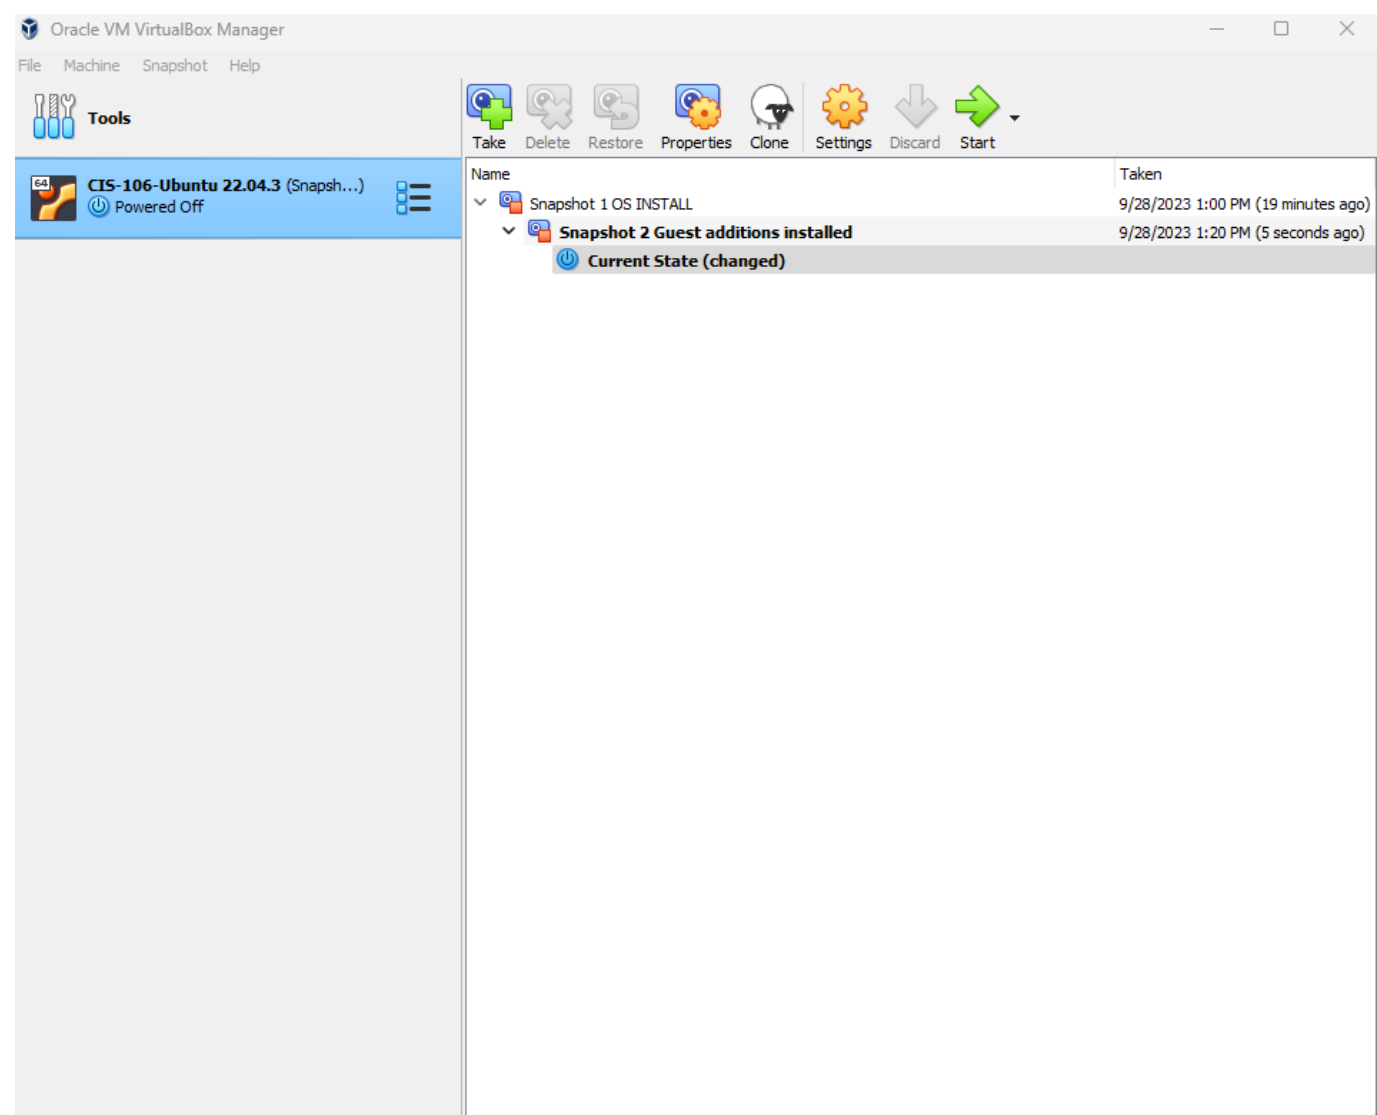 Oracle VM VirtualBox Manager
File Machine Snapshot Help
Tools
64
CIS-106-Ubuntu 22.04.3 (Snapsh...)
Powered Off
Take Delete Restore Properties Clone Settings Discard Start
Name Taken
Snapshot 1 OS INSTALL 9/28/2023 1:00 PM (19 minutes ago)
Snapshot 2 Guest additions installed 9/28/2023 1:20 PM (5 seconds ago)
Current State (changed)